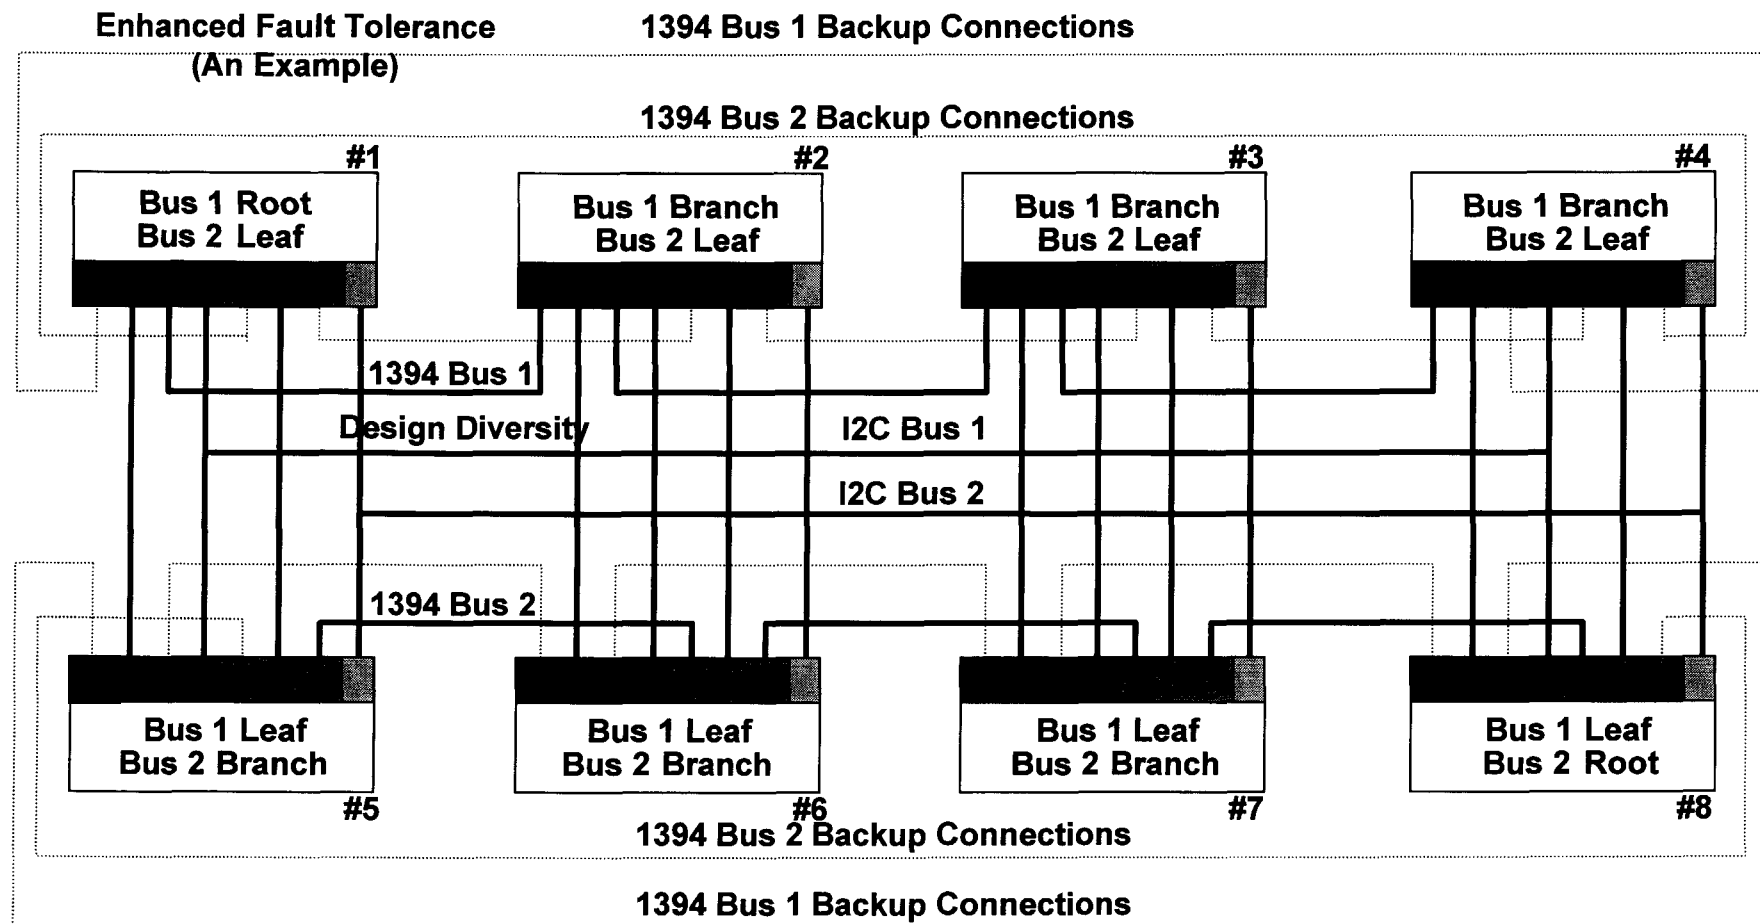 Enhanced Fault Tolerance
(An Example)
1394 Bus 1 Backup Connections
1394 Bus 2 Backup Connections
#1
#2
#3
#4
Bus 1 Root
Bus 2 Leaf
Bus 1 Branch
Bus 2 Leaf
Bus 1 Branch
Bus 2 Leaf
Bus 1 Branch
Bus 2 Leaf
1394 Bus 1
Design Diversity
I2C Bus 1
I2C Bus 2
1394 Bus 2
Bus 1 Leaf
Bus 2 Branch
Bus 1 Leaf
Bus 2 Branch
Bus 1 Leaf
Bus 2 Branch
Bus 1 Leaf
Bus 2 Root
#5
#6
#7
#8
1394 Bus 2 Backup Connections
1394 Bus 1 Backup Connections